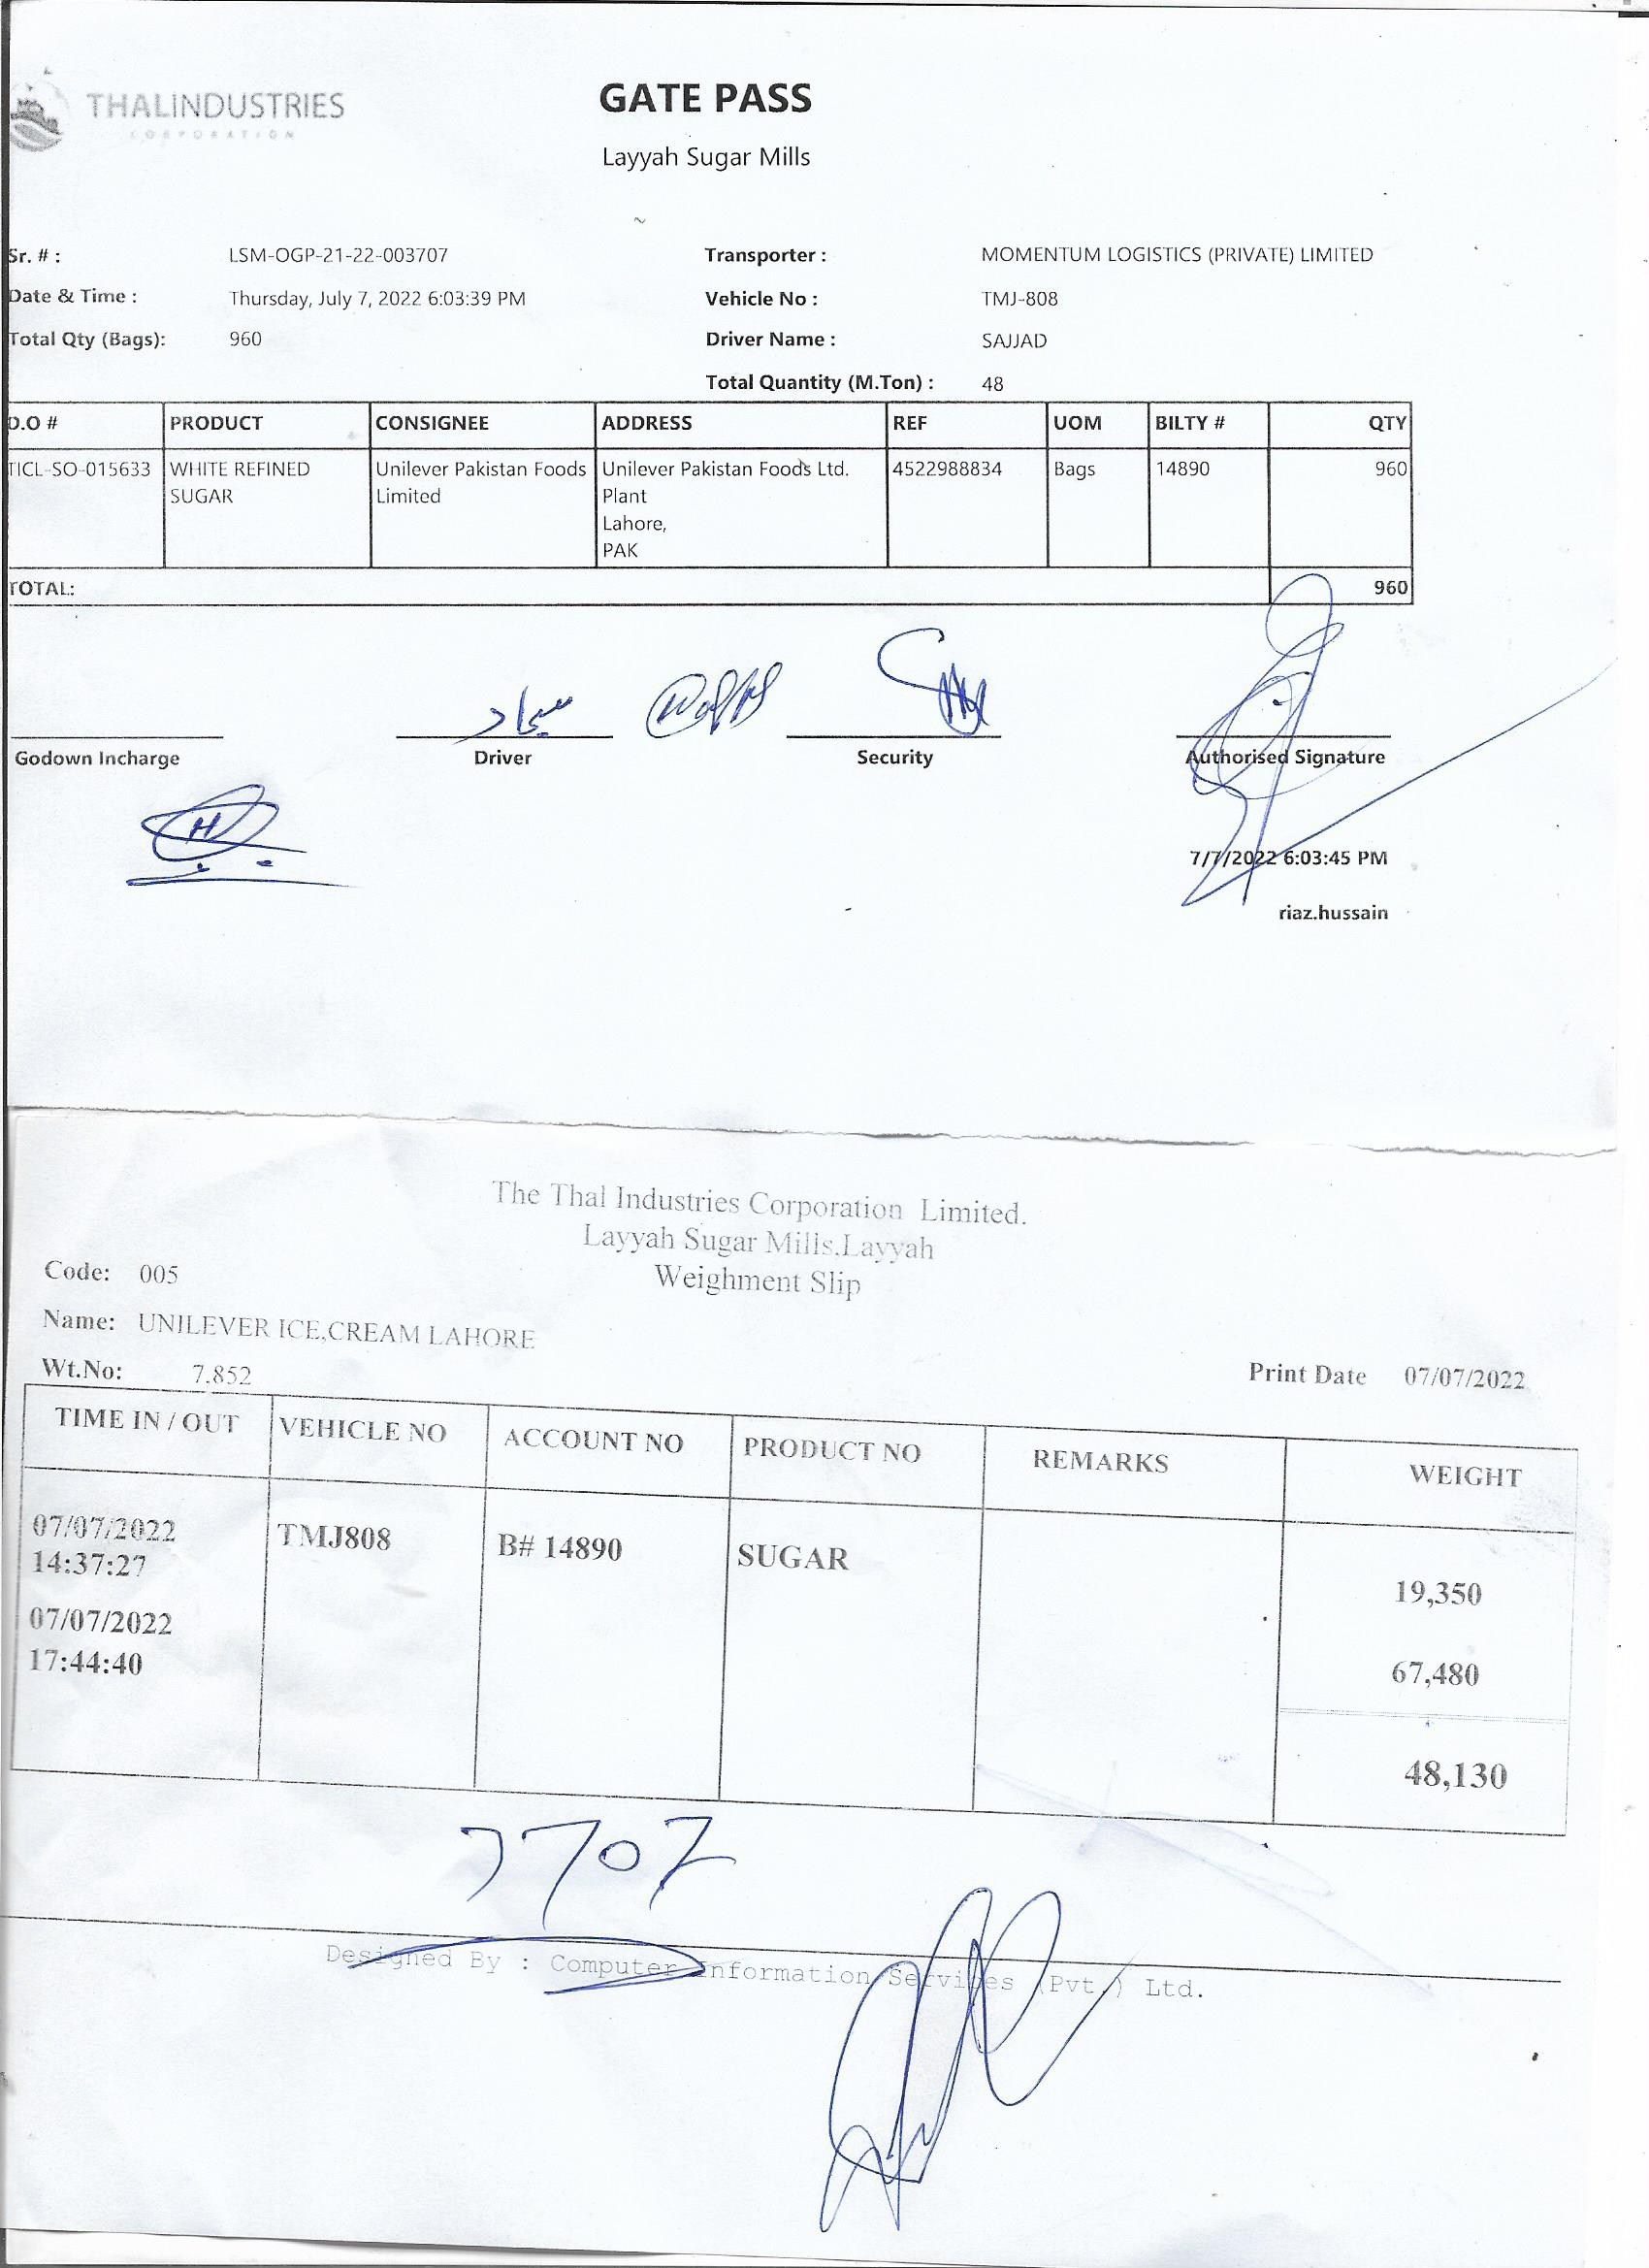 THALINDUSTRIES
CORPORATION
GATE PASS
Layyah Sugar Mills
Sr. # : LSM-OGP-21-22-003707 Transporter : MOMENTUM LOGISTICS (PRIVATE) LIMITED
Date & Time : Thursday, July 7, 2022 6:03:39 PM Vehicle No : TMJ-808
Total Qty (Bags): 960 Driver Name : SAJJAD
Total Quantity (M.Ton) : 48
D.O # PRODUCT CONSIGNEE ADDRESS REF UOM BILTY # QTY
TICL-SO-015633 WHITE REFINED Unilever Pakistan Foods Unilever Pakistan Foods Ltd. 4522988834 Bags 14890 960
SUGAR Limited Plant
Lahore,
PAK
TOTAL: 960
سجاد
Godown Incharge Driver Security Authorised Signature
7/7/2022 6:03:45 PM
riaz.hussain
The Thal Industries Corporation Limited.
Layyah Sugar Mills.Layyah
Weighment Slip
Code: 005
Name: UNILEVER ICE,CREAM LAHORE
Wt.No: 7.852 Print Date 07/07/2022
TIME IN / OUT VEHICLE NO ACCOUNT NO PRODUCT NO REMARKS WEIGHT
07/07/2022 TMJ808 B# 14890 SUGAR
14:37:27 19,350
07/07/2022
17:44:40 67,480
48,130
3707
Designed By : Computer Information Services (Pvt.) Ltd.